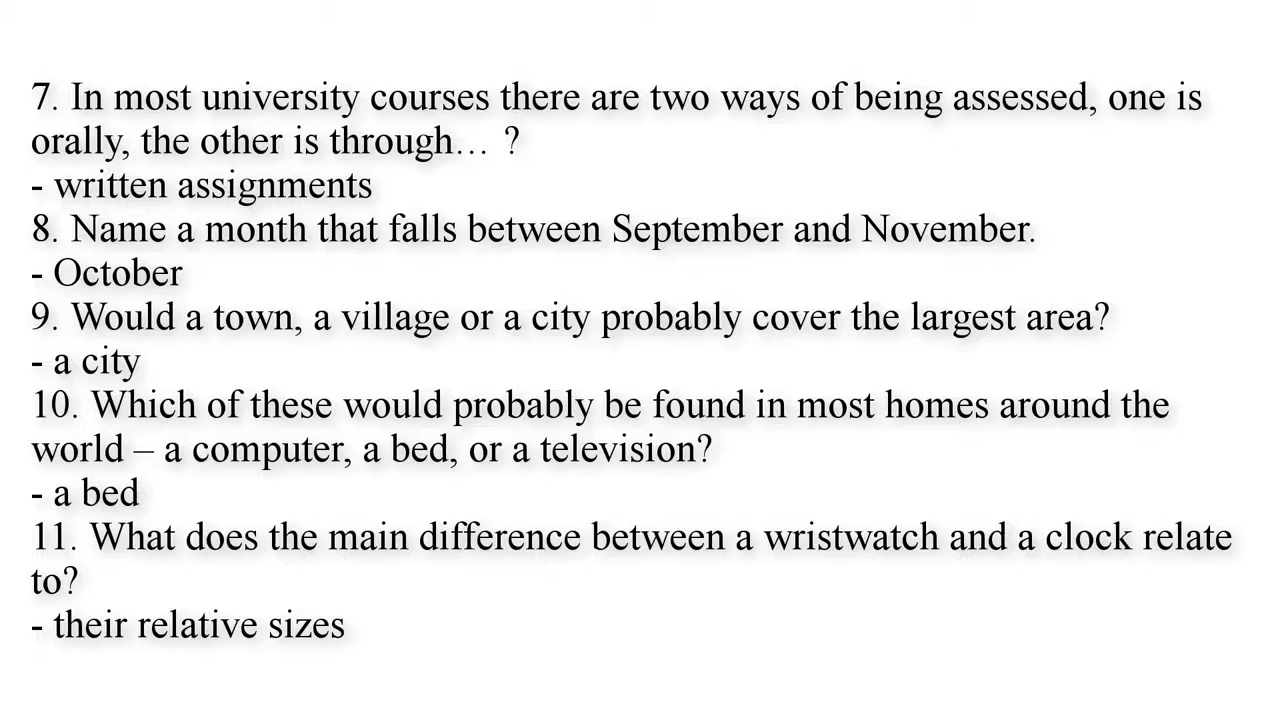 7. In most university courses there are two ways of being assessed, one is
orally, the other is through… ?
- written assignments
8. Name a month that falls between September and November.
- October
9. Would a town, a village or a city probably cover the largest area?
- a city
10. Which of these would probably be found in most homes around the
world – a computer, a bed, or a television?
- a bed
11. What does the main difference between a wristwatch and a clock relate
to?
- their relative sizes